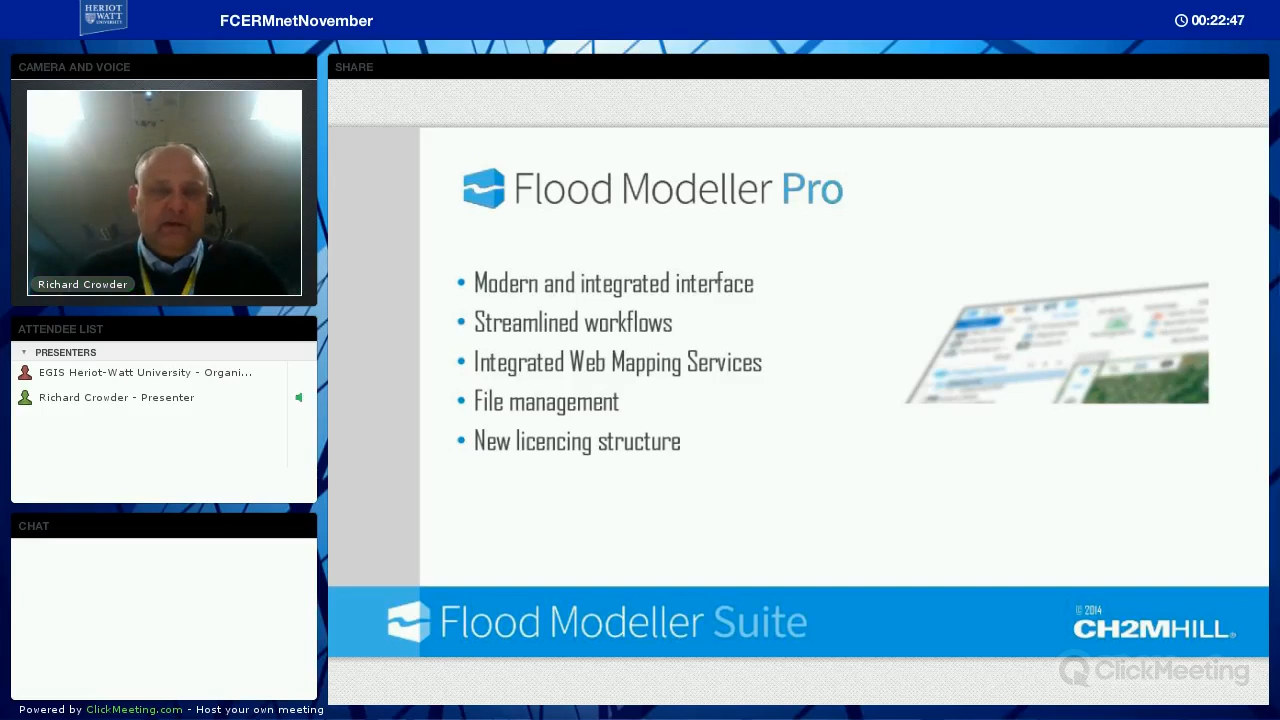 HERIOT
WATT
UNIVERSITY
FCERMnetNovember
00:22:47
CAMERA AND VOICE
Richard Crowder
ATTENDEE LIST
PRESENTERS
EGIS Heriot-Watt University - Organi...
Richard Crowder - Presenter
CHAT
Powered by ClickMeeting.com - Host your own meeting
SHARE
Flood Modeller Pro
• Modern and integrated interface
• Streamlined workflows
• Integrated Web Mapping Services
• File management
• New licencing structure
Flood Modeller Suite
© 2014
CH2MHILL®
ClickMeeting